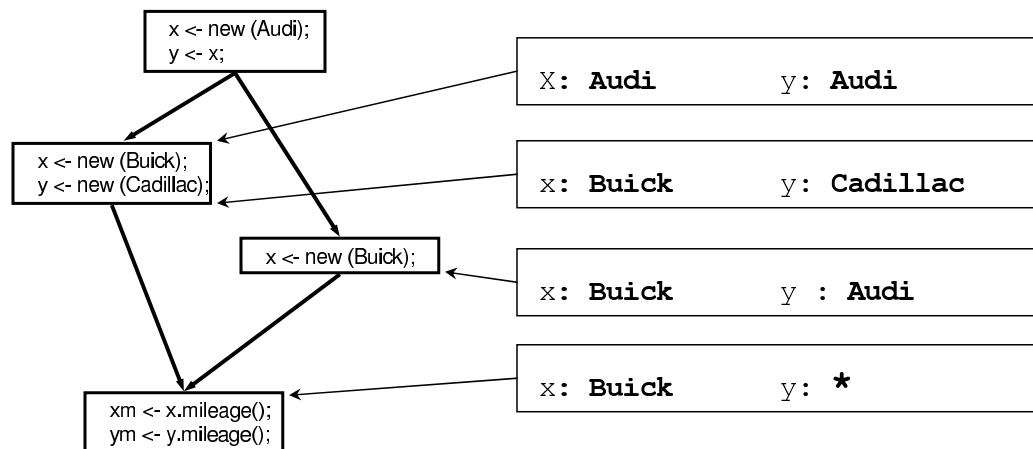 x <- new (Audi);
y <- x;
X: Audi y: Audi
x <- new (Buick);
y <- new (Cadillac);
x: Buick y: Cadillac
x <- new (Buick);
x: Buick y : Audi
x: Buick y: *
xm <- x.mileage();
ym <- y.mileage();